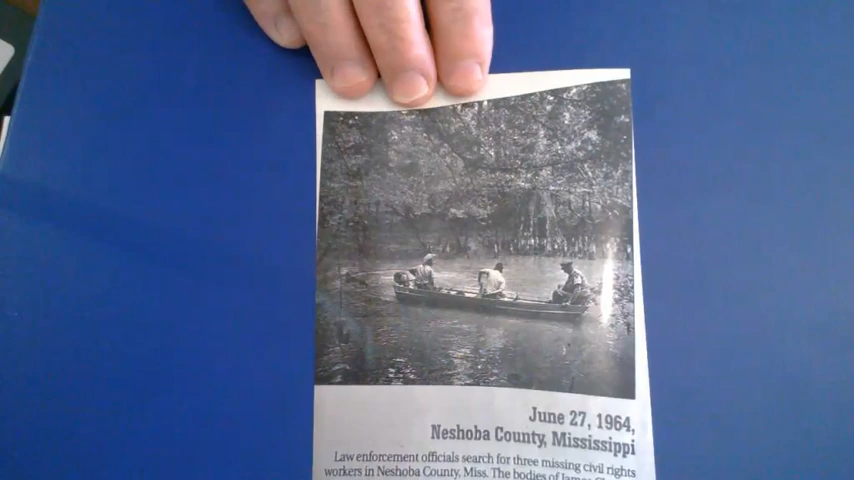 June 27, 1964,
Neshoba County, Mississippi
Law enforcement officials search for three missing civil rights
workers in Neshoba County, Miss. The bodies of James